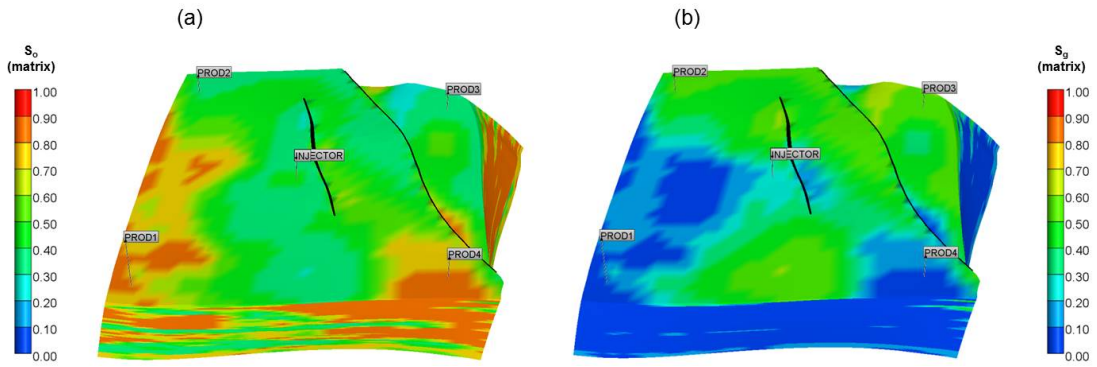 (a)
(b)
So
(matrix)
1.00
0.90
0.80
0.70
0.60
0.50
0.40
0.30
0.20
0.10
0.00
PROD2
PROD3
INJECTOR
PROD1
PROD4
PROD2
PROD3
INJECTOR
PROD1
PROD4
Sg
(matrix)
1.00
0.90
0.80
0.70
0.60
0.50
0.40
0.30
0.20
0.10
0.00